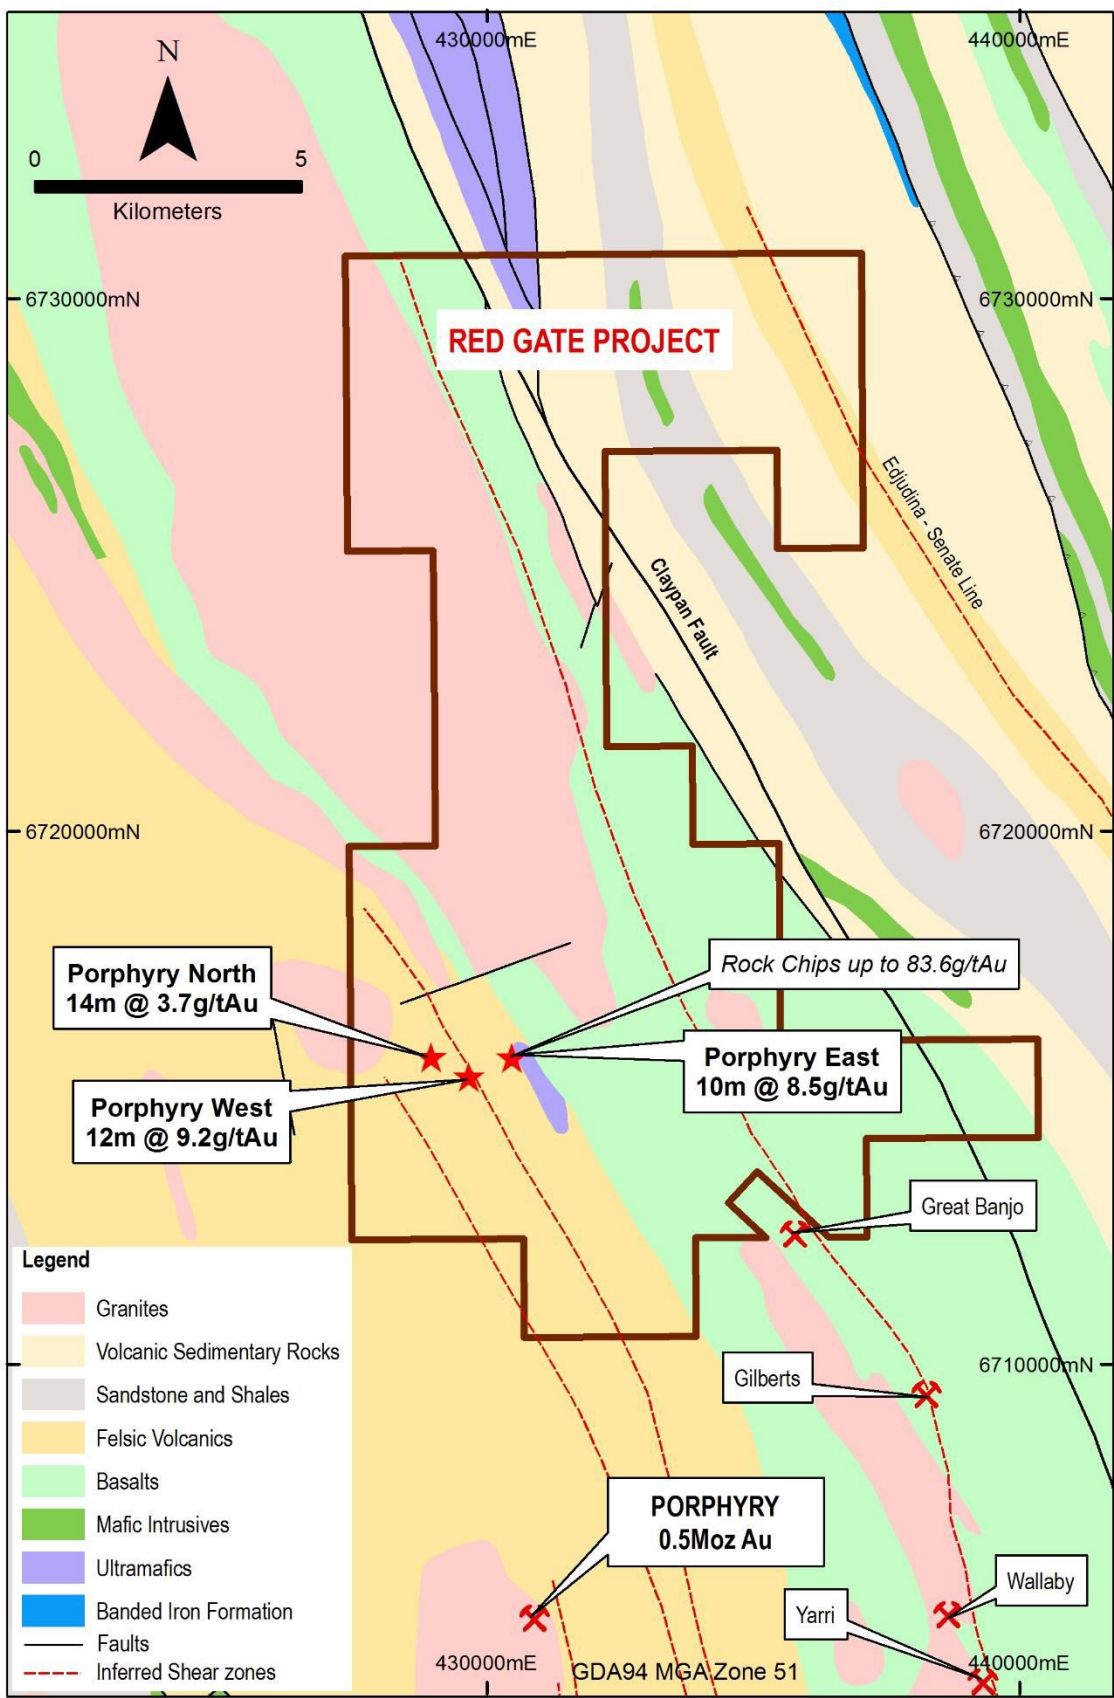 430000mE
440000mE
N
0 5
Kilometers
6730000mN
6730000mN
RED GATE PROJECT
Edjudina - Senate Line
Claypan Fault
6720000mN
6720000mN
Porphyry North
14m @ 3.7g/tAu
Rock Chips up to 83.6g/tAu
Porphyry East
10m @ 8.5g/tAu
Porphyry West
12m @ 9.2g/tAu
Great Banjo
Legend
Granites
Volcanic Sedimentary Rocks
Sandstone and Shales
Felsic Volcanics
Basalts
Mafic Intrusives
Ultramafics
Banded Iron Formation
Faults
Inferred Shear zones
6710000mN
Gilberts
PORPHYRY
0.5Moz Au
Wallaby
Yarri
430000mE
GDA94 MGA Zone 51
440000mE